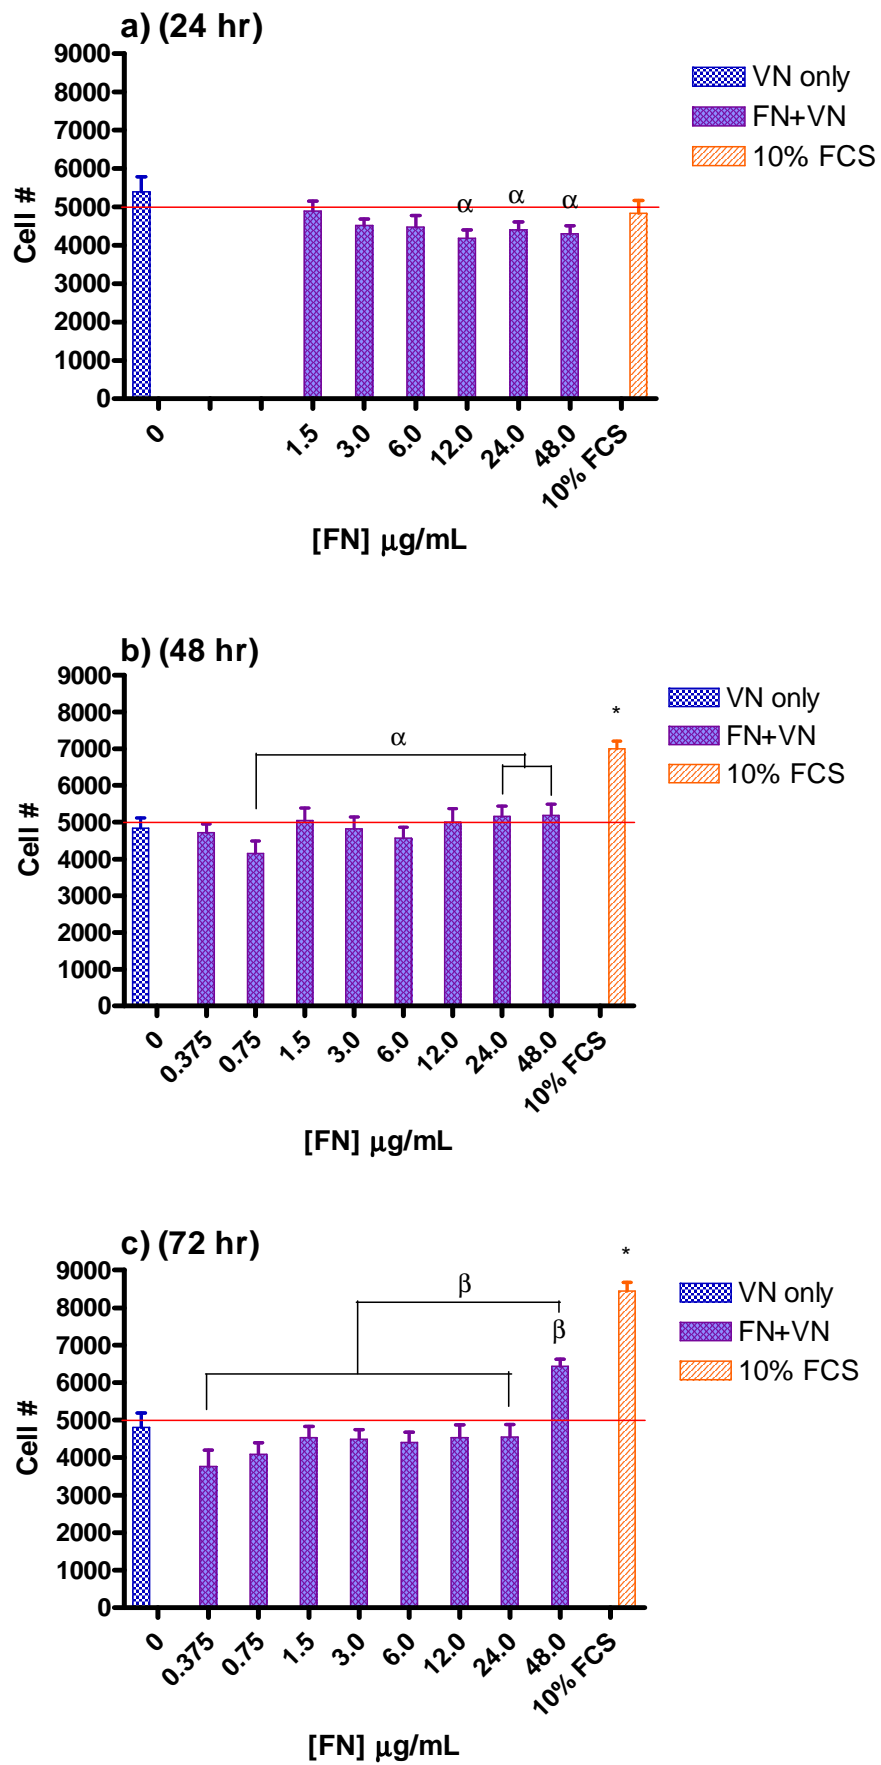 a) (24 hr)
9000
8000
7000
6000
5000
4000
3000
2000
1000
0
Cell #
α α α
0 1.5 3.0 6.0 12.0 24.0 48.0 10% FCS
[FN] μg/mL
VN only
FN+VN
10% FCS
b) (48 hr)
9000
8000
7000
6000
5000
4000
3000
2000
1000
0
Cell #
α
*
0 0.375 0.75 1.5 3.0 6.0 12.0 24.0 48.0 10% FCS
[FN] μg/mL
VN only
FN+VN
10% FCS
c) (72 hr)
9000
8000
7000
6000
5000
4000
3000
2000
1000
0
Cell #
*
β
β
0 0.375 0.75 1.5 3.0 6.0 12.0 24.0 48.0 10% FCS
[FN] μg/mL
VN only
FN+VN
10% FCS